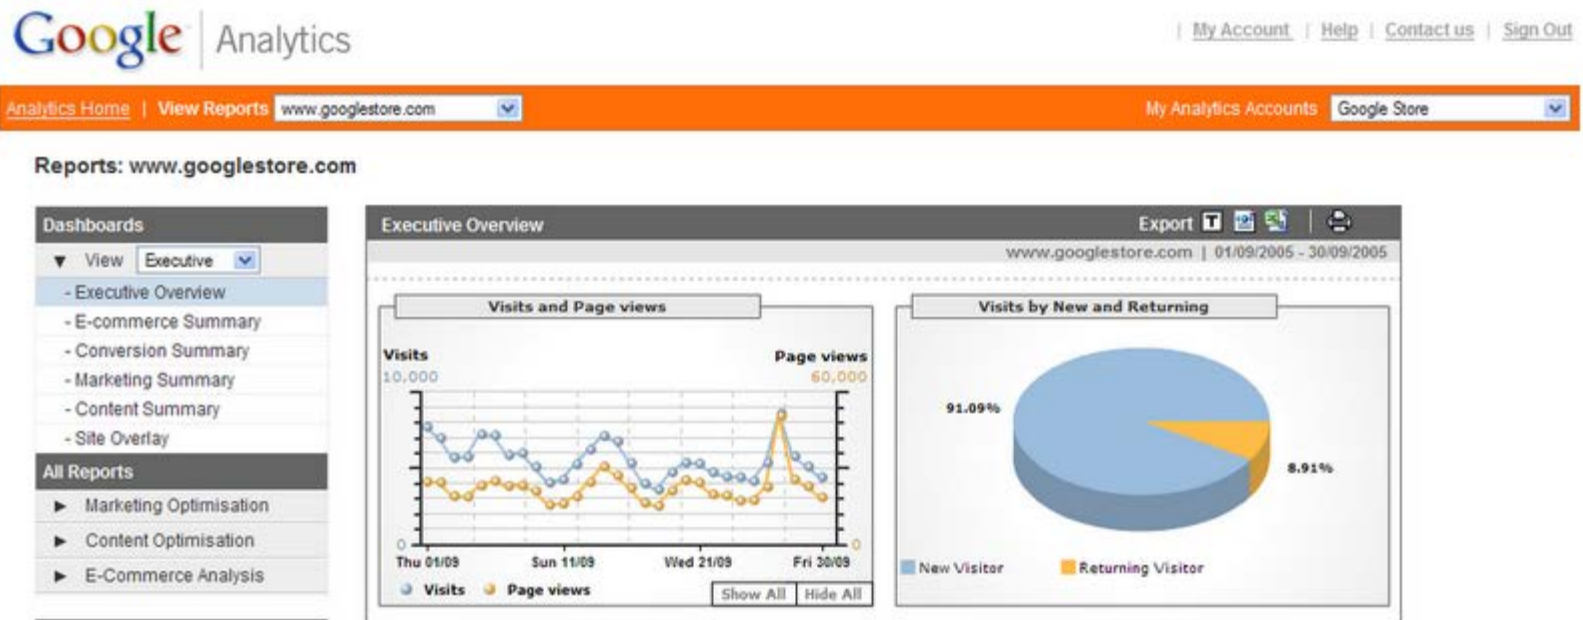 Google Analytics
| My Account | Help | Contact us | Sign Out
Analytics Home | View Reports www.googlestore.com
My Analytics Accounts Google Store
Reports: www.googlestore.com
Dashboards
View Executive
- Executive Overview
- E-commerce Summary
- Conversion Summary
- Marketing Summary
- Content Summary
- Site Overlay
All Reports
Marketing Optimisation
Content Optimisation
E-Commerce Analysis
Executive Overview
Export T
www.googlestore.com | 01/09/2005 - 30/09/2005
Visits and Page views
Visits Page views
10,000 60,000
0 0
Thu 01/09 Sun 11/09 Wed 21/09 Fri 30/09
Visits Page views
Show All Hide All
Visits by New and Returning
91.09%
8.91%
New Visitor Returning Visitor